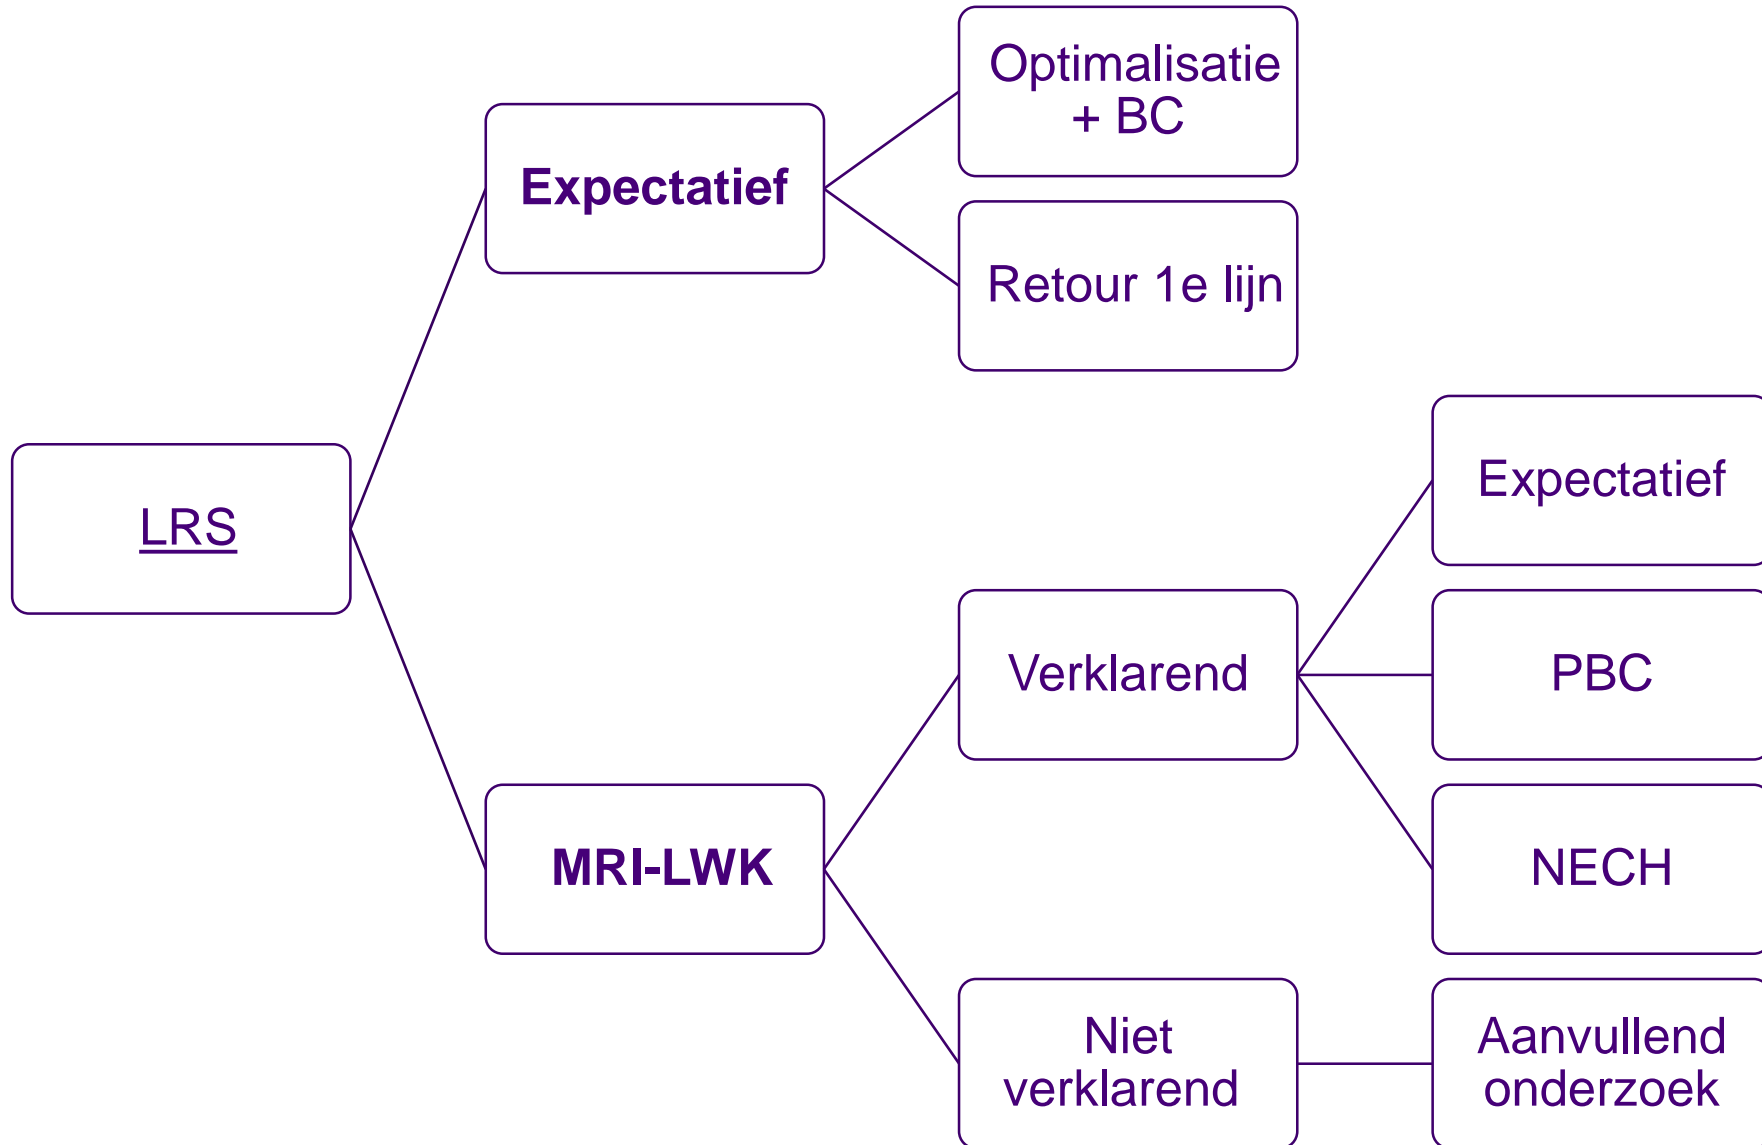 Optimalisatie
+ BC
Expectatief
Retour 1e lijn
LRS
Expectatief
Verklarend
PBC
MRI-LWK
NECH
Niet
verklarend
Aanvullend
onderzoek